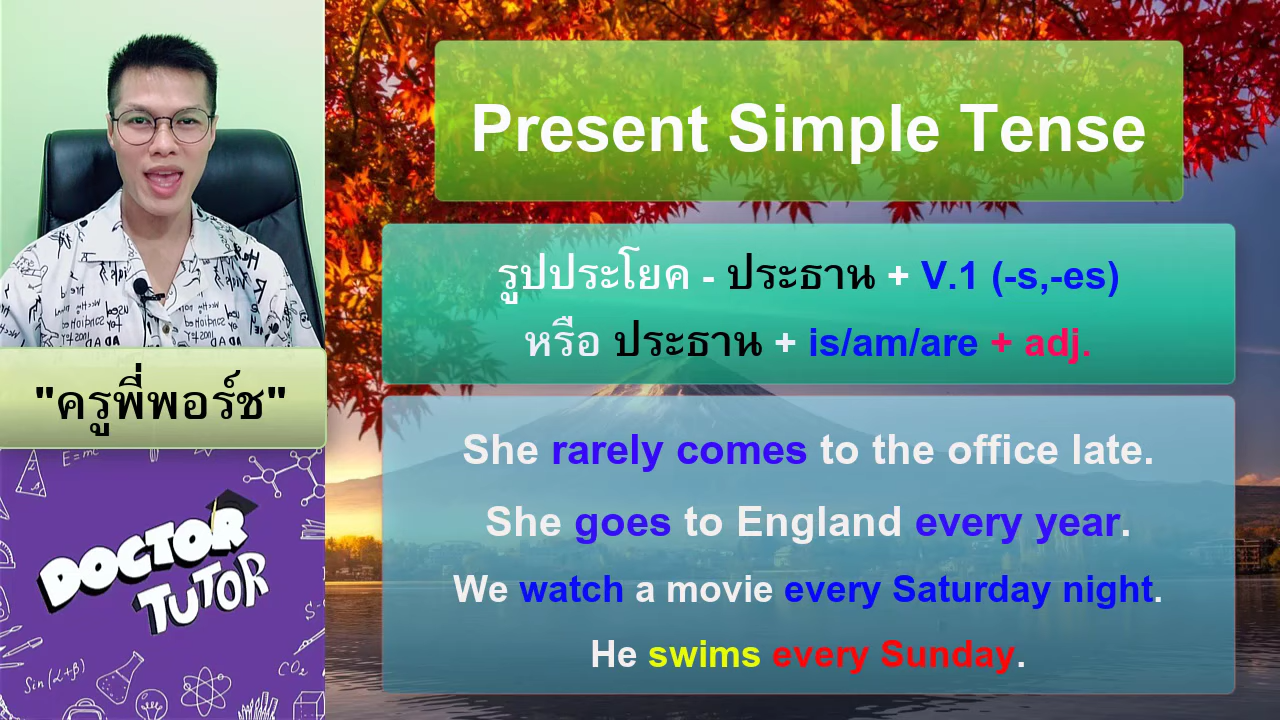 Present Simple Tense
รูปประโยค - ประธาน + V.1 (-s,-es)
หรือ ประธาน + is/am/are + adj.
"ครูพี่พอร์ช"
She rarely comes to the office late.
She goes to England every year.
We watch a movie every Saturday night.
He swims every Sunday.
E=mc
DOCTOR
TUTOR
Sin (α+β)
CO₂